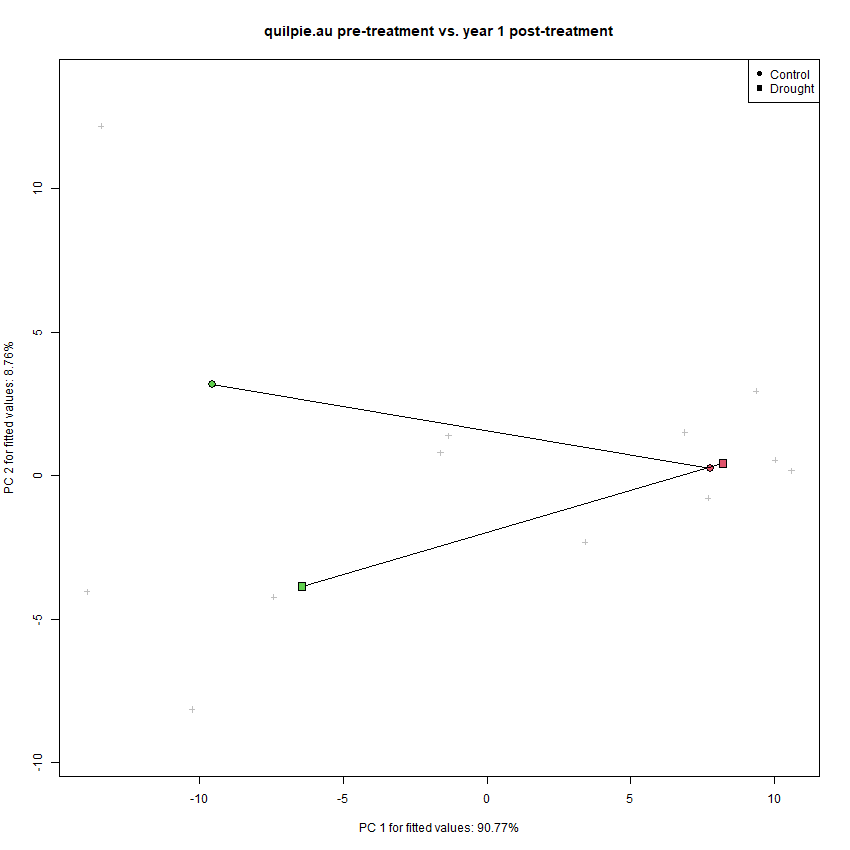 quilpie.au pre-treatment vs. year 1 post-treatment
Control
Drought
10
5
0
-5
-10
PC 2 for fitted values: 8.76%
-10
-5
0
5
10
PC 1 for fitted values: 90.77%